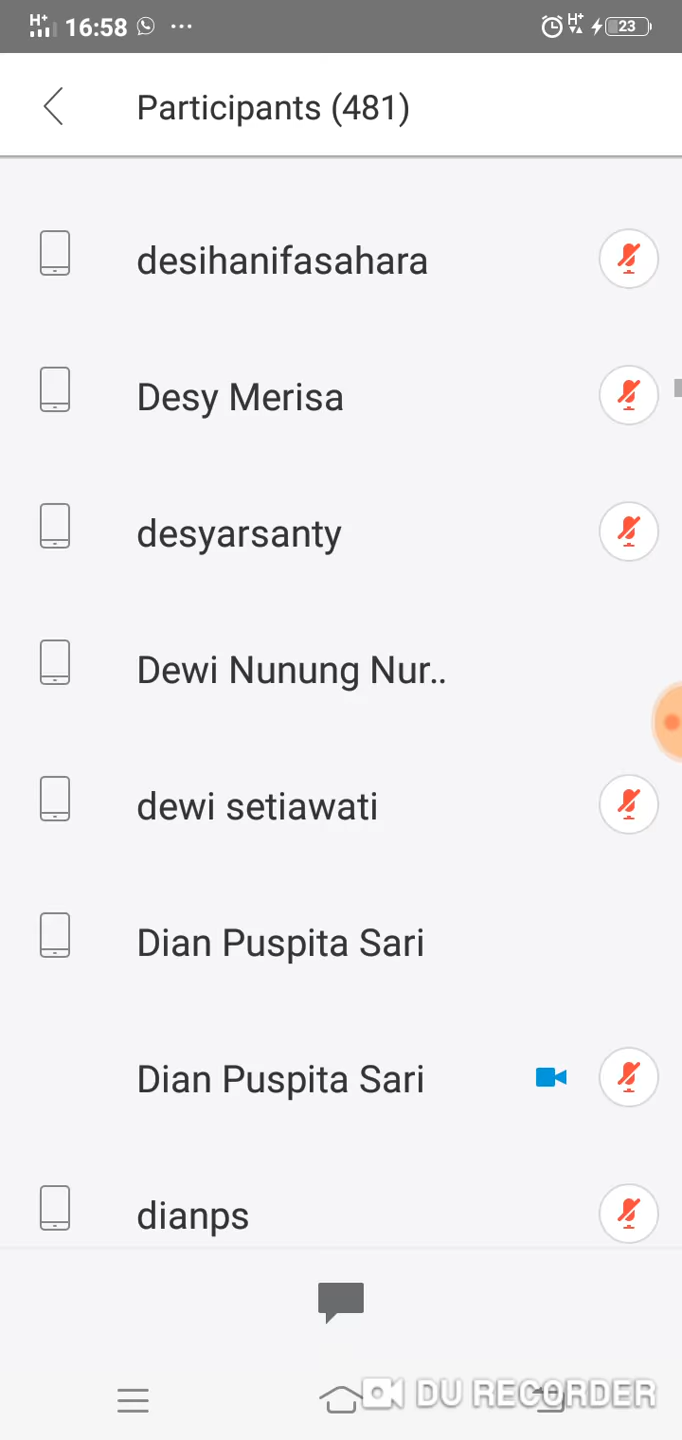 H+ 16:58 ... H+ 23
Participants (481)
desihanifasahara
Desy Merisa
desyarsanty
Dewi Nunung Nur..
dewi setiawati
Dian Puspita Sari
Dian Puspita Sari
dianps
DU RECORDER